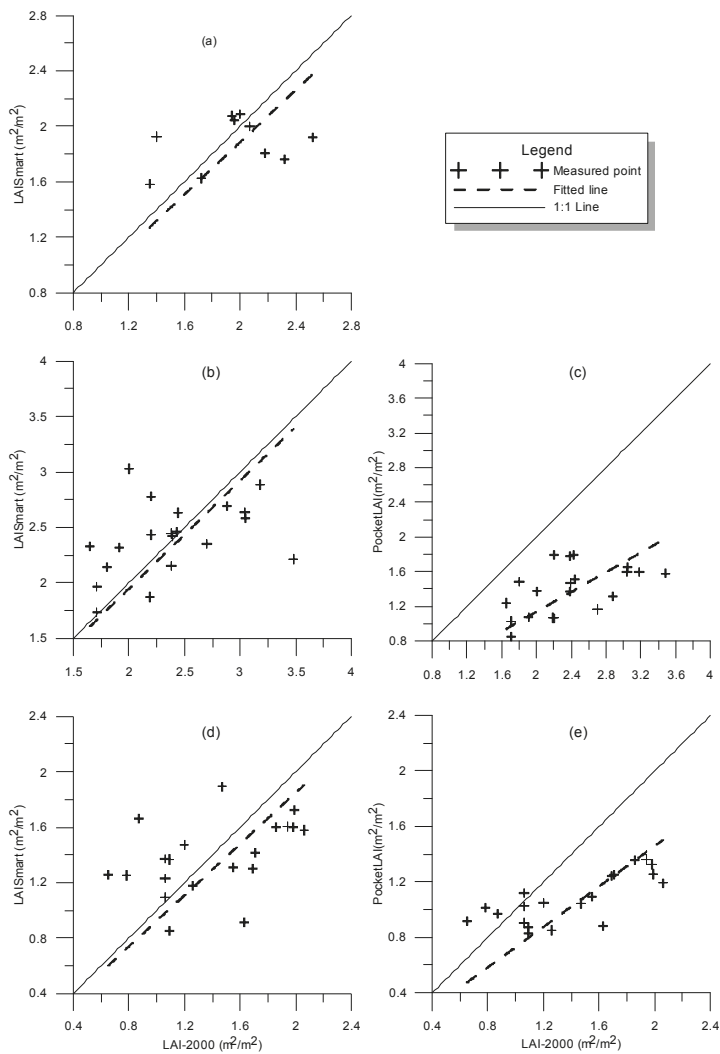 2.8
(a)
2.4
2
1.6
1.2
0.8
LAISmart (m²/m²)
0.8 1.2 1.6 2 2.4 2.8
Legend
Measured point
Fitted line
1:1 Line
4
(b)
3.5
3
2.5
2
1.5
LAISmart (m²/m²)
1.5 2 2.5 3 3.5 4
4
(c)
3.6
3.2
2.8
2.4
2
1.6
1.2
0.8
PocketLAI(m²/m²)
0.8 1.2 1.6 2 2.4 2.8 3.2 3.6 4
2.4
(d)
2
1.6
1.2
0.8
0.4
LAISmart (m²/m²)
0.4 0.8 1.2 1.6 2 2.4
LAI-2000 (m²/m²)
2.4
(e)
2
1.6
1.2
0.8
0.4
PocketLAI(m²/m²)
0.4 0.8 1.2 1.6 2 2.4
LAI-2000 (m²/m²)